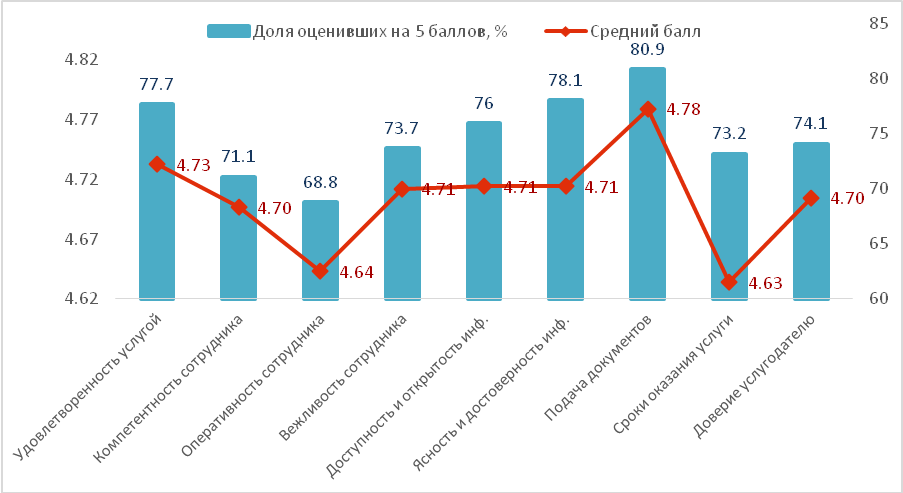 Доля оценивших на 5 баллов, %
Средний балл
4.82
4.77
4.72
4.67
4.62
85
80
75
70
65
60
77.7
71.1
68.8
73.7
76
78.1
80.9
73.2
74.1
4.73
4.70
4.64
4.71
4.71
4.71
4.78
4.63
4.70
Удовлетворенность услугой
Компетентность сотрудника
Оперативность сотрудника
Вежливость сотрудника
Доступность и открытость инф.
Ясность и достоверность инф.
Подача документов
Сроки оказания услуги
Доверие услугодателю